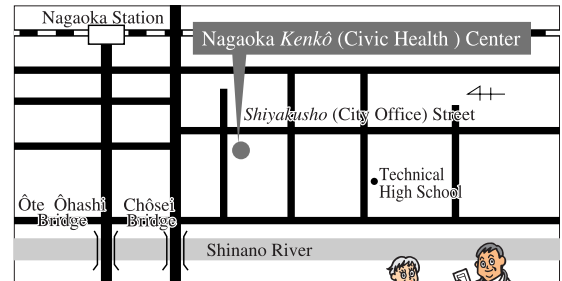 Nagaoka Station
Nagaoka Kenkô (Civic Health ) Center
Shiyakusho (City Office) Street
Technical
High School
Ôte Ôhashi
Bridge
Chôsei
Bridge
Shinano River